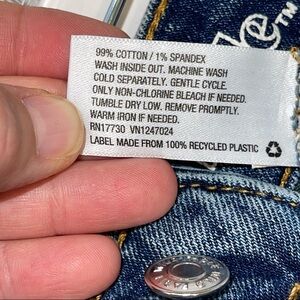 99% COTTON / 1% SPANDEX
WASH INSIDE OUT. MACHINE WASH
COLD SEPARATELY. GENTLE CYCLE.
ONLY NON-CHLORINE BLEACH IF NEEDED.
TUMBLE DRY LOW. REMOVE PROMPTLY.
WARM IRON IF NEEDED.
RN17730 VN1247024
LABEL MADE FROM 100% RECYCLED PLASTIC